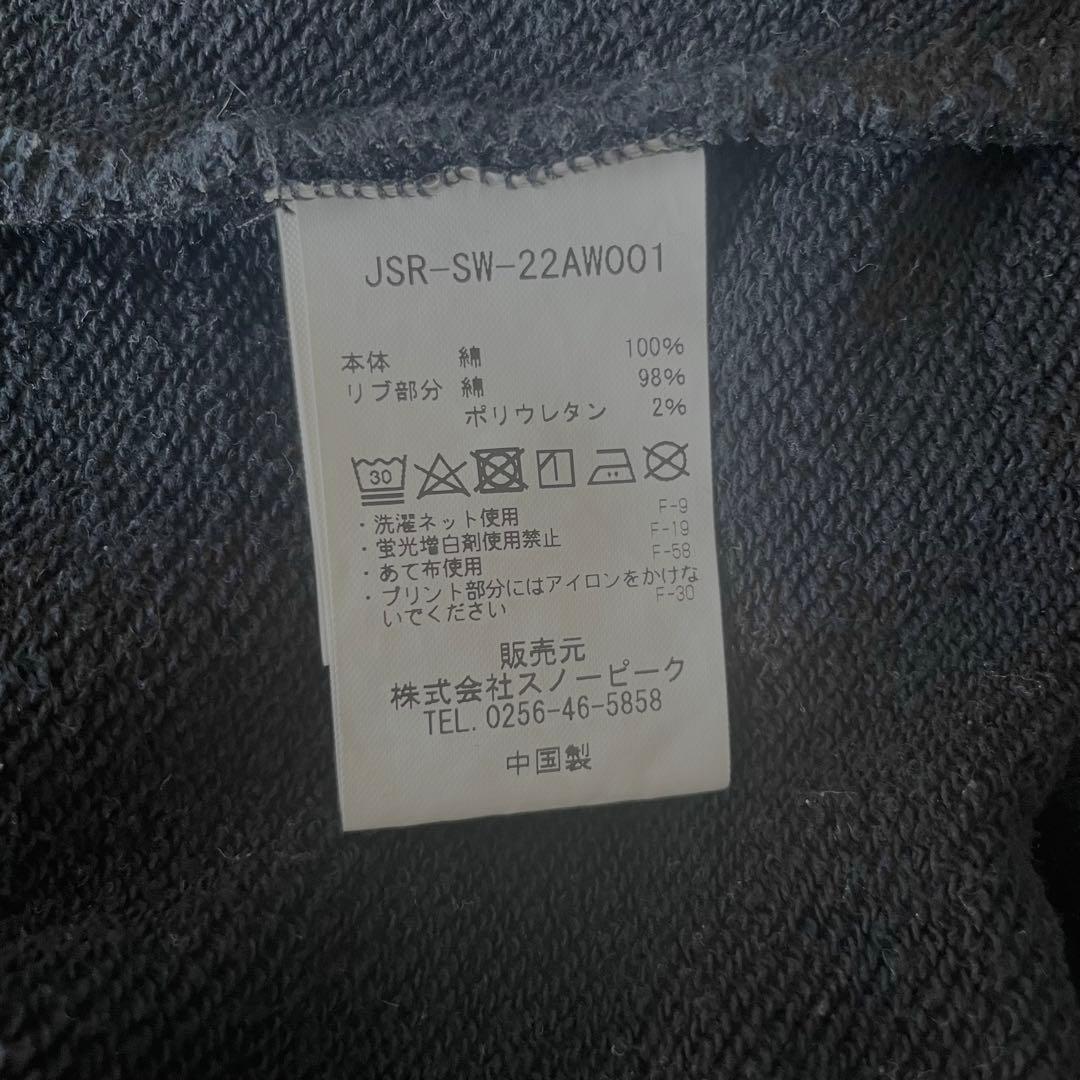 JSR-SW-22AW001
本体 綿 100%
リブ部分 綿 98%
ポリウレタン 2%
30
・洗濯ネット使用 F-9
・蛍光増白剤使用禁止 F-19
・あて布使用 F-58
・プリント部分にはアイロンをかけな
いでください F-30
販売元
株式会社スノーピーク
TEL. 0256-46-5858
中国製